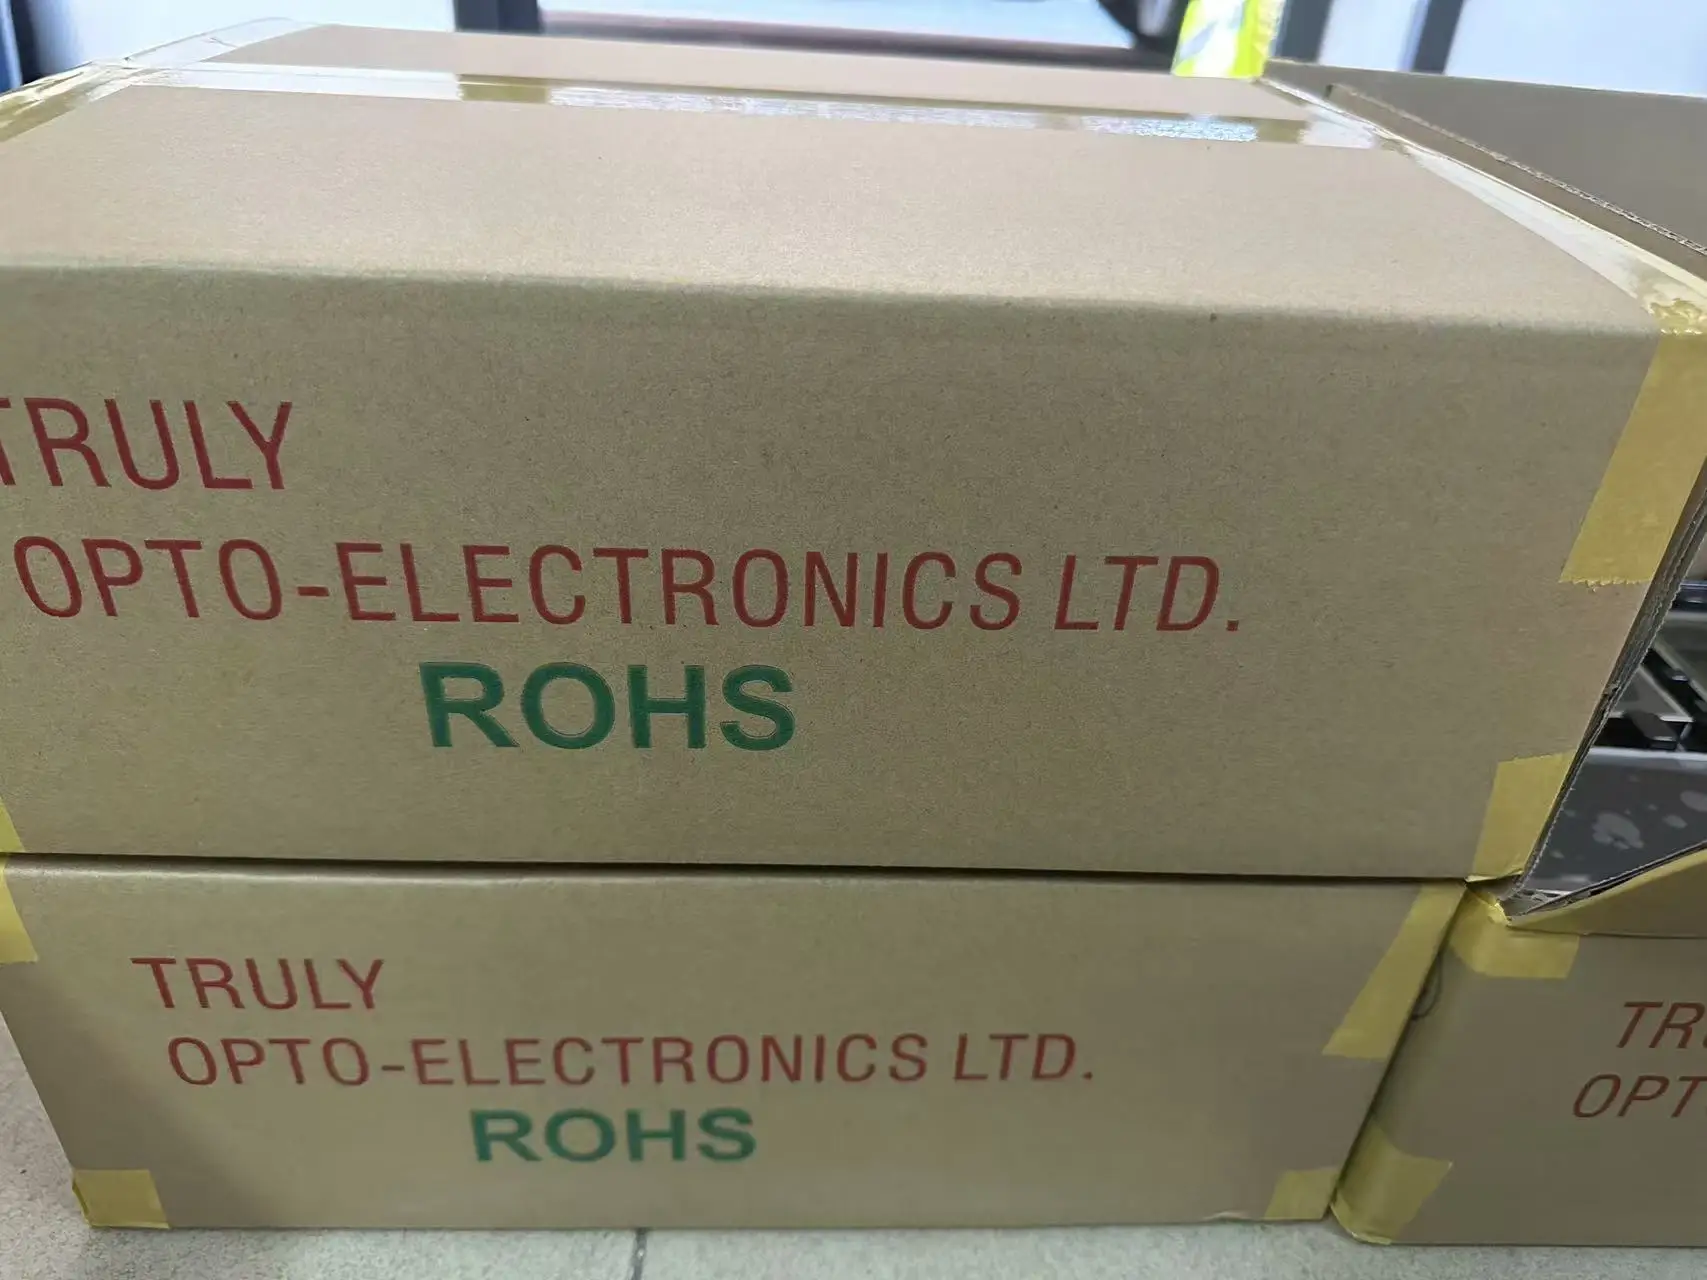 TRULY
OPTO-ELECTRONICS LTD.
ROHS
TRULY
OPTO-ELECTRONICS LTD.
ROHS